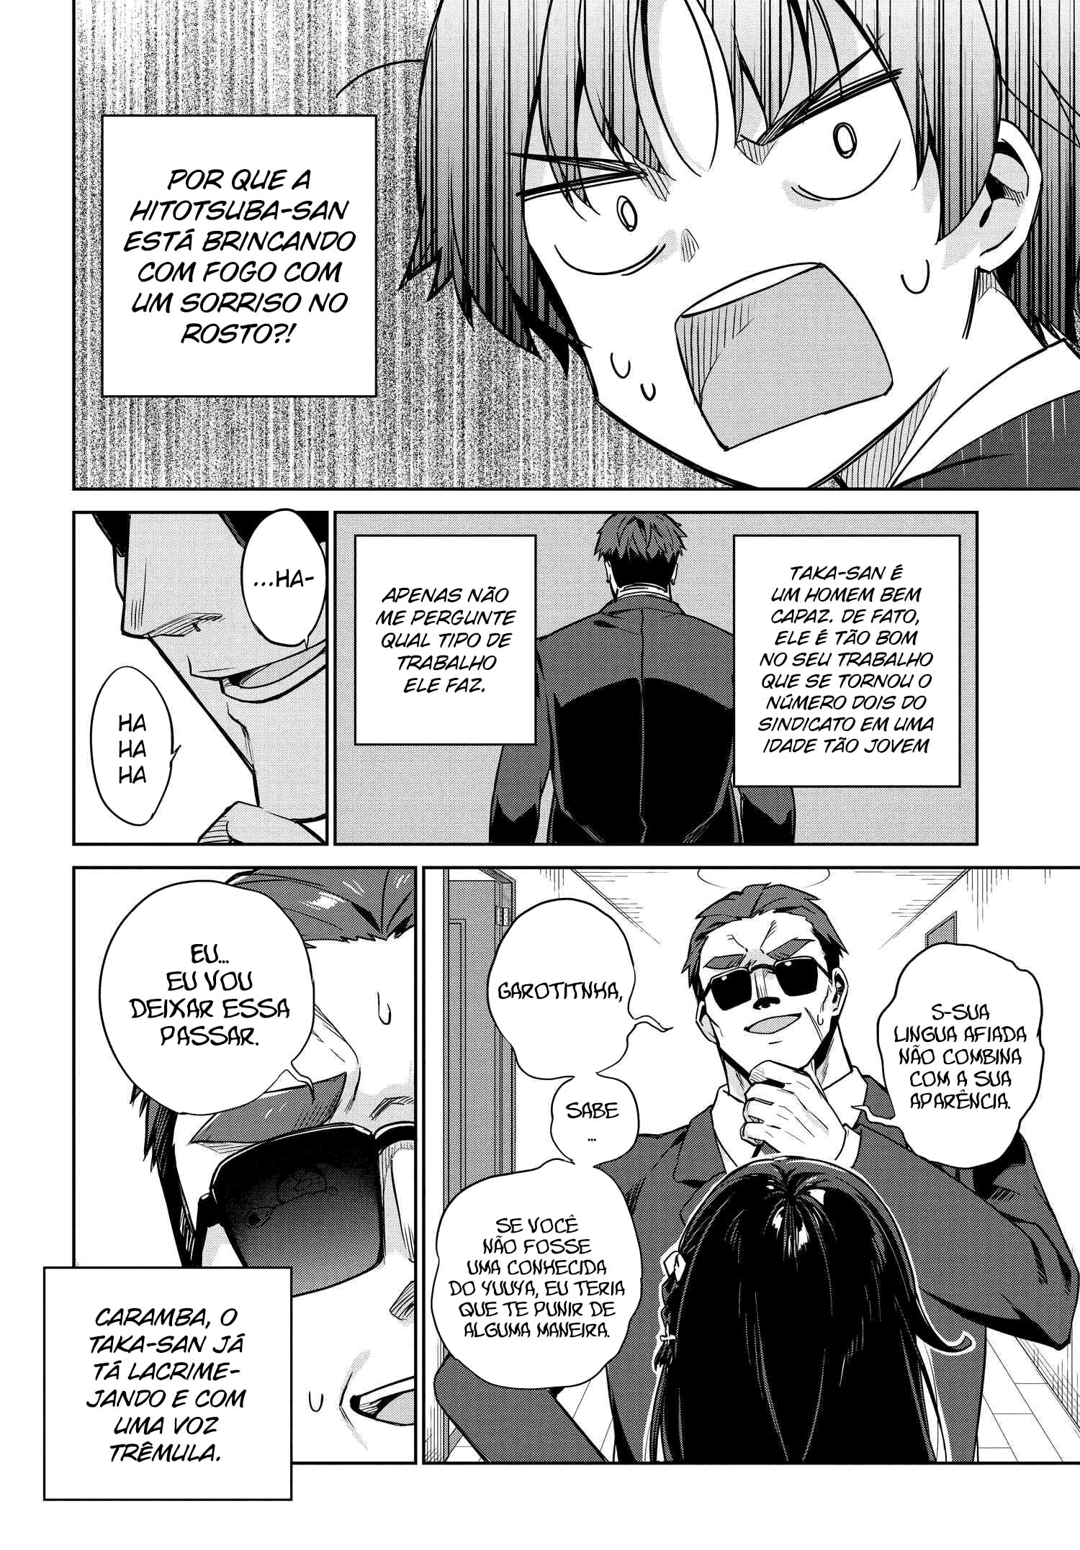 POR QUE A
HITOTSUBA-SAN
ESTÁ BRINCANDO
COM FOGO COM
UM SORRISO NO
ROSTO?!
TAKA-SAN É
UM HOMEM BEM
CAPAZ. DE FATO,
ELE É TÃO BOM
NO SEU TRABALHO
QUE SE TORNOU O
NÚMERO DOIS DO
SINDICATO EM UMA
IDADE TÃO JOVEM
APENAS NÃO
ME PERGUNTE
QUAL TIPO DE
TRABALHO
ELE FAZ.
...HA-
HA
HA
HA
S-SUA
LINGUA AFIADA
NÃO COMBINA
COM A SUA
APARÊNCIA.
GAROTITNHA,
SABE
...
SE VOCÊ
NÃO FOSSE
UMA CONHECIDA
DO YUUYA, EU TERIA
QUE TE PUNIR DE
ALGUMA MANEIRA.
EU...
EU VOU
DEIXAR ESSA
PASSAR.
CARAMBA, O
TAKA-SAN JÁ
TÁ LACRIME-
JANDO E COM
UMA VOZ
TRÊMULA.